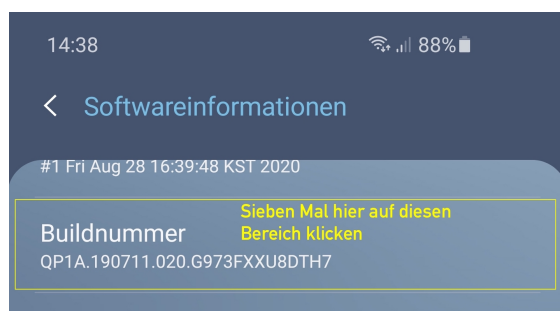 14:38 88%
Softwareinformationen
#1 Fri Aug 28 16:39:48 KST 2020
Sieben Mal hier auf diesen
Buildnummer Bereich klicken
QP1A.190711.020.G973FXXU8DTH7